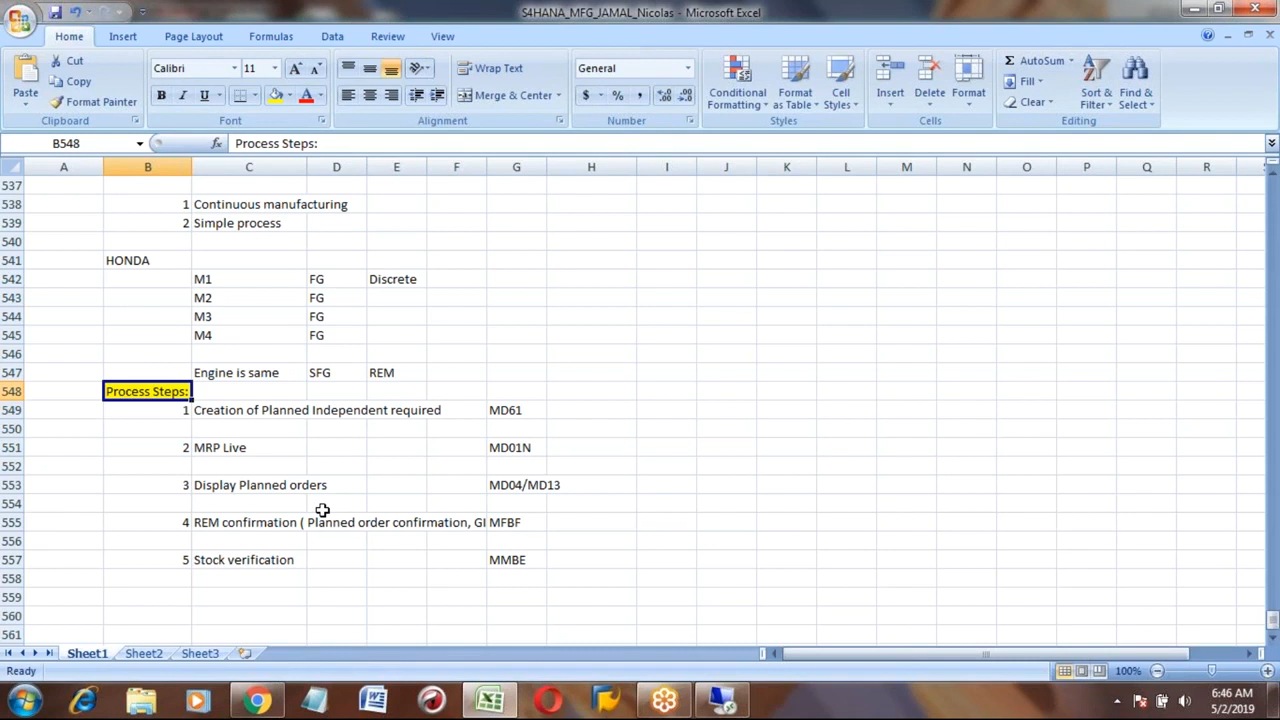 S4HANA_MFG_JAMAL_Nicolas - Microsoft Excel
Home Insert Page Layout Formulas Data Review View
Paste Cut Copy Format Painter Clipboard
Calibri 11 B I U A A A Font
Wrap Text Merge & Center Alignment
General $ % , Number
Conditional Formatting Format as Table Cell Styles Styles
Insert Delete Format Cells
Σ AutoSum Fill Clear Sort & Filter Find & Select Editing
B548 fx Process Steps:
A B C D E F G H I J K L M N O P Q R
537
538 1 Continuous manufacturing
539 2 Simple process
540
541 HONDA
542 M1 FG Discrete
543 M2 FG
544 M3 FG
545 M4 FG
546
547 Engine is same SFG REM
548 Process Steps:
549 1 Creation of Planned Independent required MD61
550
551 2 MRP Live MD01N
552
553 3 Display Planned orders MD04/MD13
554
555 4 REM confirmation ( Planned order confirmation, GI MFBF
556
557 5 Stock verification MMBE
558
559
560
561
Sheet1 Sheet2 Sheet3
Ready 100%
6:46 AM
5/2/2019